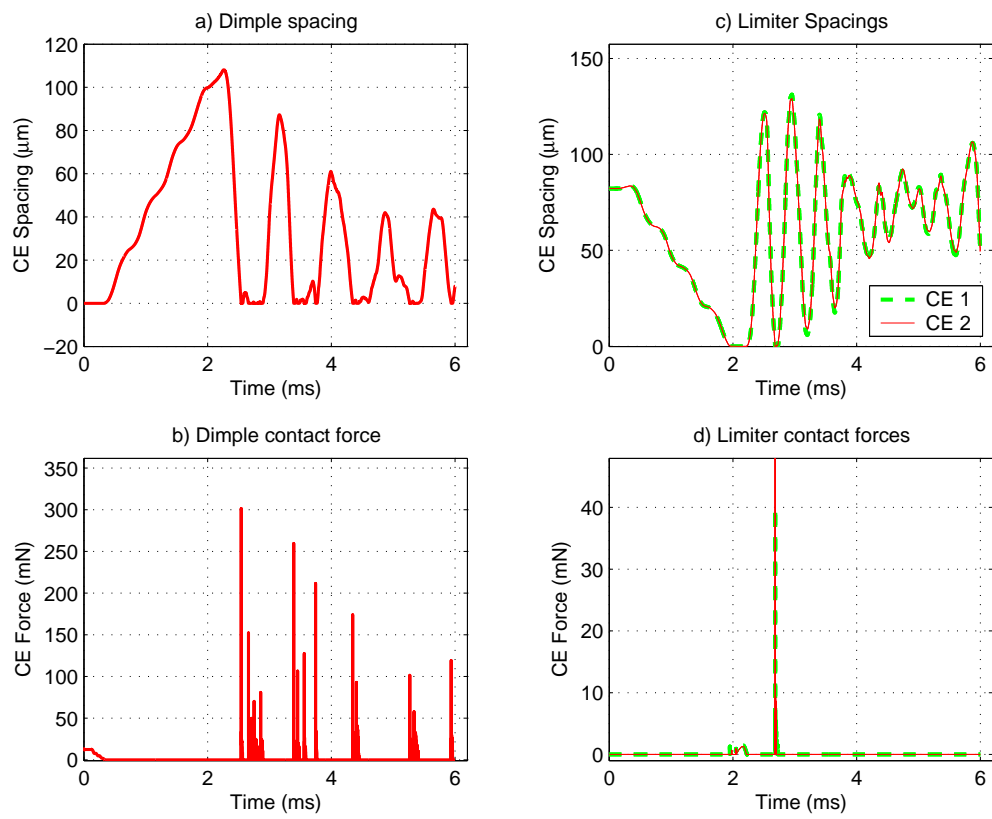 a) Dimple spacing
120
100
80
60
40
20
0
−20
CE Spacing (µm)
0 2 4 6
Time (ms)
c) Limiter Spacings
150
100
50
0
CE Spacing (µm)
CE 1
CE 2
0 2 4 6
Time (ms)
b) Dimple contact force
350
300
250
200
150
100
50
0
CE Force (mN)
0 2 4 6
Time (ms)
d) Limiter contact forces
40
30
20
10
0
CE Force (mN)
0 2 4 6
Time (ms)